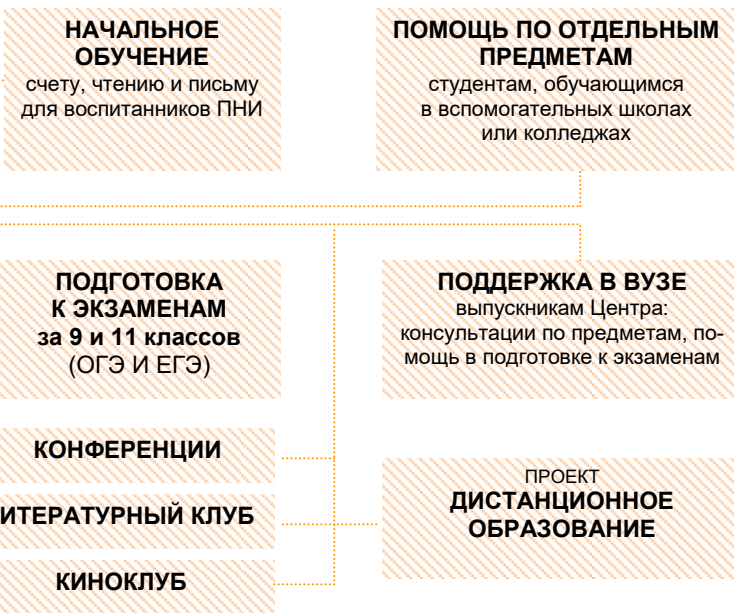 НАЧАЛЬНОЕ
ОБУЧЕНИЕ
счету, чтению и письму
для воспитанников ПНИ
ПОМОЩЬ ПО ОТДЕЛЬНЫМ
ПРЕДМЕТАМ
студентам, обучающимся
в вспомогательных школах
или колледжах
ПОДГОТОВКА
К ЭКЗАМЕНАМ
за 9 и 11 классов
(ОГЭ И ЕГЭ)
ПОДДЕРЖКА В ВУЗЕ
выпускникам Центра:
консультации по предметам, по-
мощь в подготовке к экзаменам
КОНФЕРЕНЦИИ
ИТЕРАТУРНЫЙ КЛУБ
КИНОКЛУБ
ПРОЕКТ
ДИСТАНЦИОННОЕ
ОБРАЗОВАНИЕ